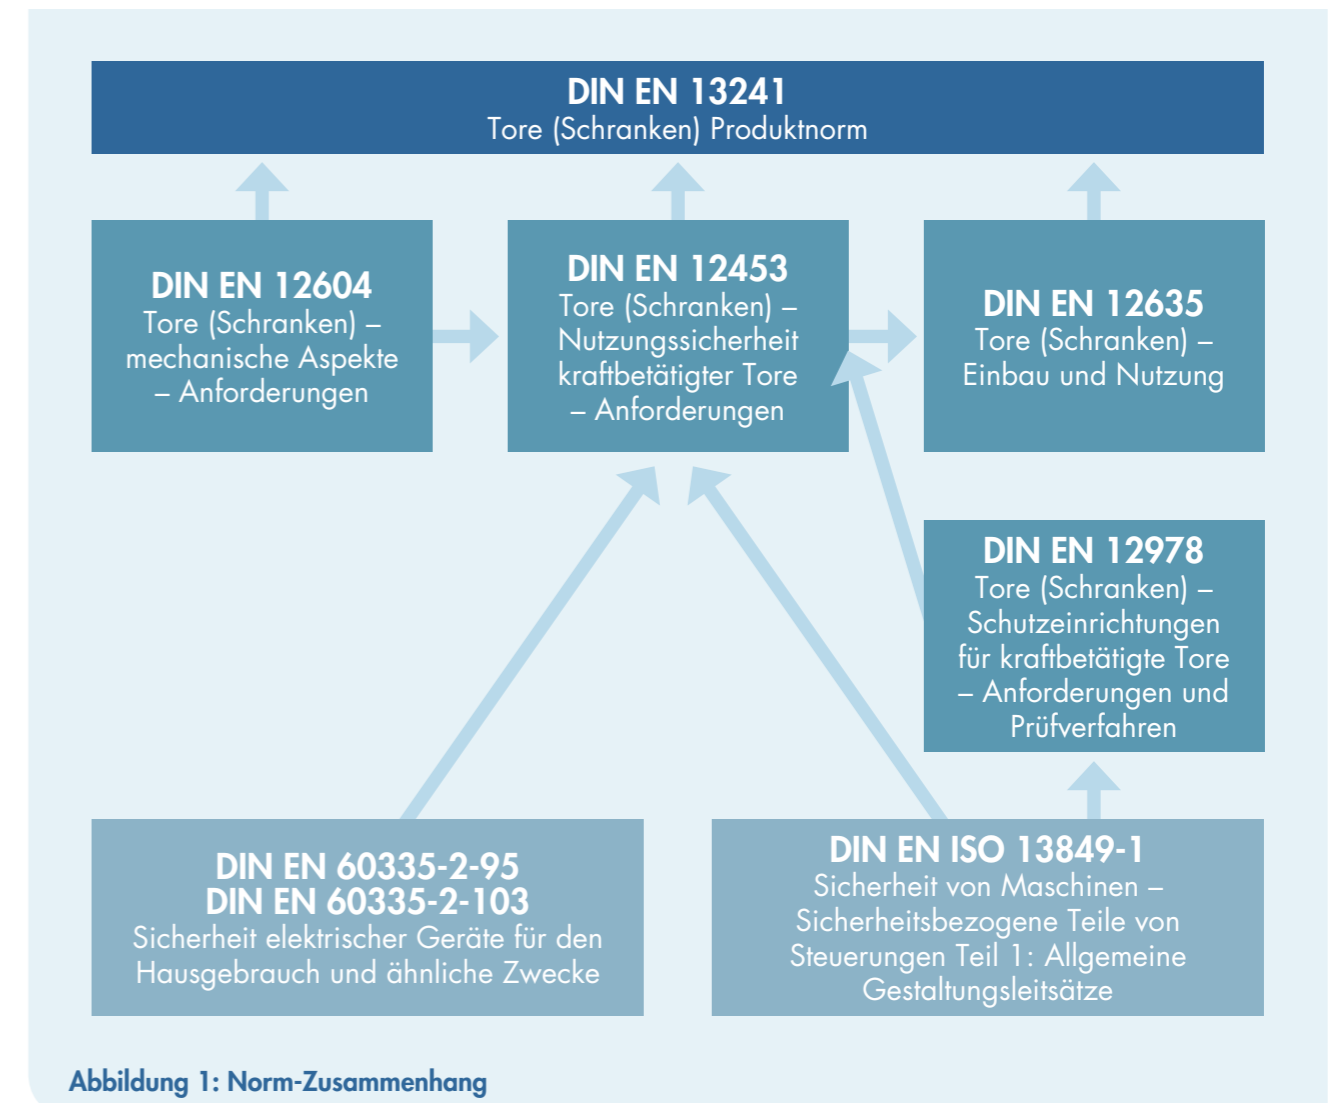 DIN EN 13241
Tore (Schranken) Produktnorm
DIN EN 12604
Tore (Schranken) –
mechanische Aspekte
– Anforderungen
DIN EN 12453
Tore (Schranken) –
Nutzungssicherheit
kraftbetätigter Tore
– Anforderungen
DIN EN 12635
Tore (Schranken) –
Einbau und Nutzung
DIN EN 12978
Tore (Schranken) –
Schutzeinrichtungen
für kraftbetätigte Tore
– Anforderungen und
Prüfverfahren
DIN EN 60335-2-95
DIN EN 60335-2-103
Sicherheit elektrischer Geräte für den
Hausgebrauch und ähnliche Zwecke
DIN EN ISO 13849-1
Sicherheit von Maschinen –
Sicherheitsbezogene Teile von
Steuerungen Teil 1: Allgemeine
Gestaltungsleitsätze
Abbildung 1: Norm-Zusammenhang